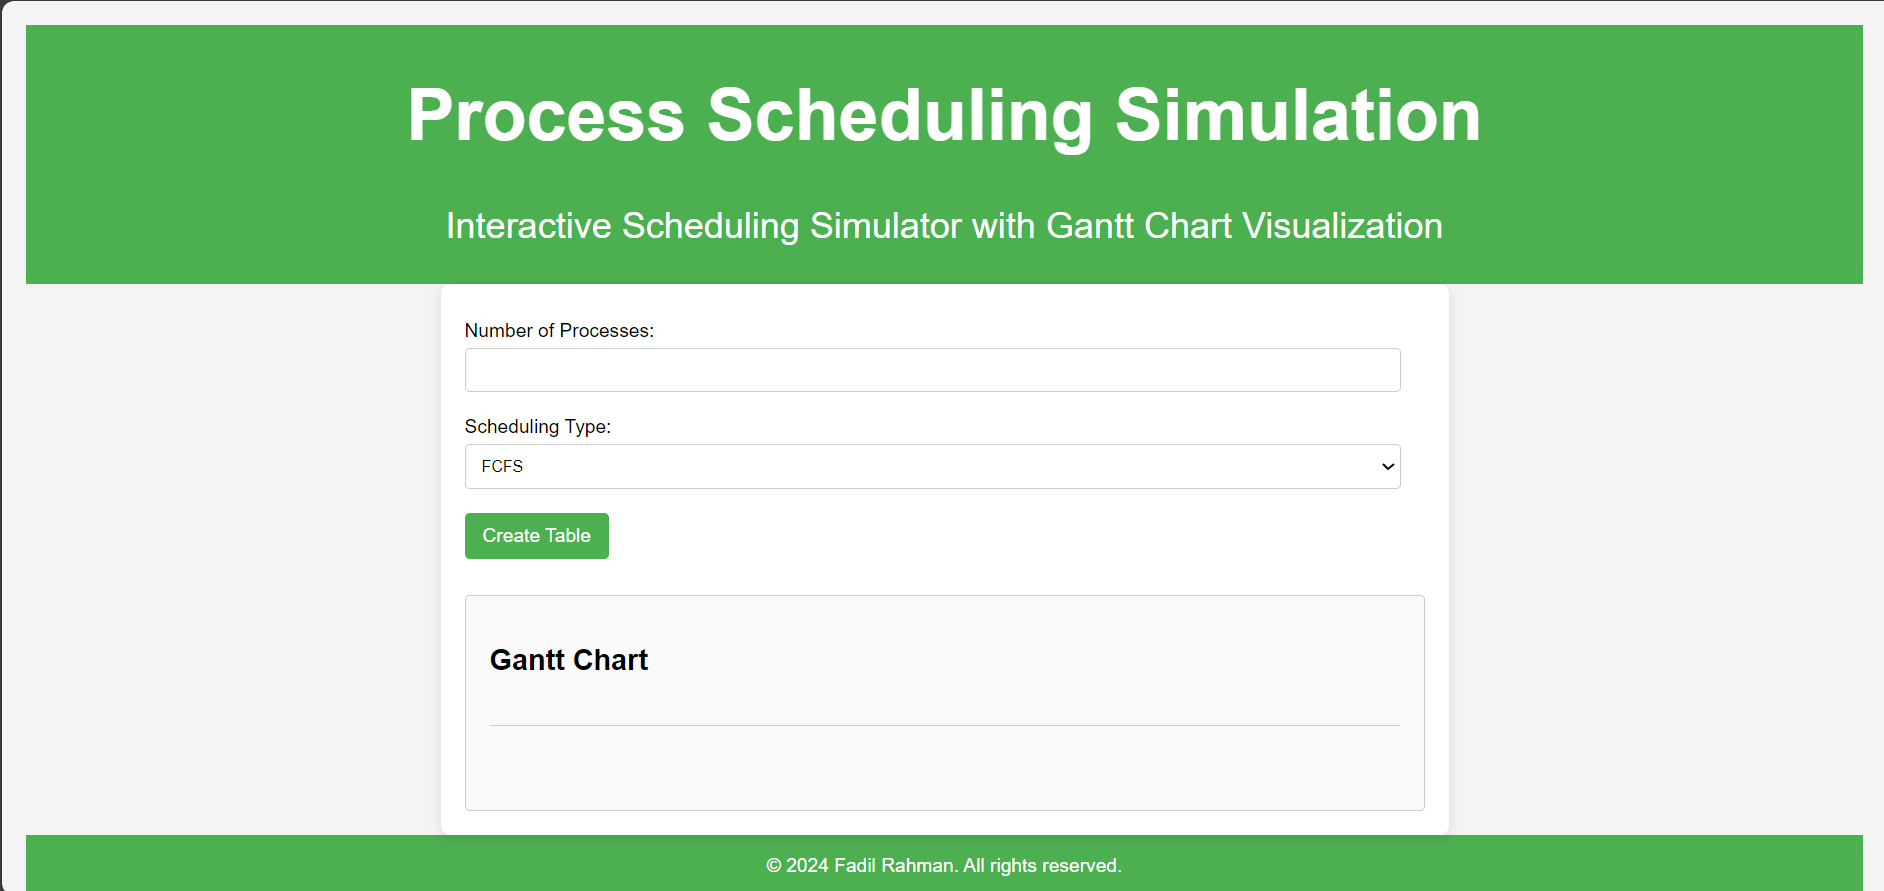 Process Scheduling Simulation
Interactive Scheduling Simulator with Gantt Chart Visualization
Number of Processes:
Scheduling Type:
FCFS
Create Table
Gantt Chart
© 2024 Fadil Rahman. All rights reserved.